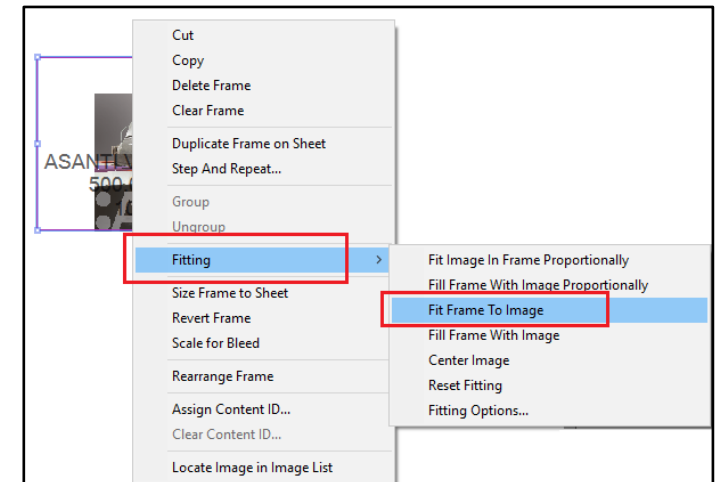 Cut
Copy
Delete Frame
Clear Frame
Duplicate Frame on Sheet
Step And Repeat...
Group
Ungroup
Fitting
Size Frame to Sheet
Revert Frame
Scale for Bleed
Rearrange Frame
Assign Content ID...
Clear Content ID...
Locate Image in Image List
Fit Image In Frame Proportionally
Fill Frame With Image Proportionally
Fit Frame To Image
Fill Frame With Image
Center Image
Reset Fitting
Fitting Options...
ASANTI
500